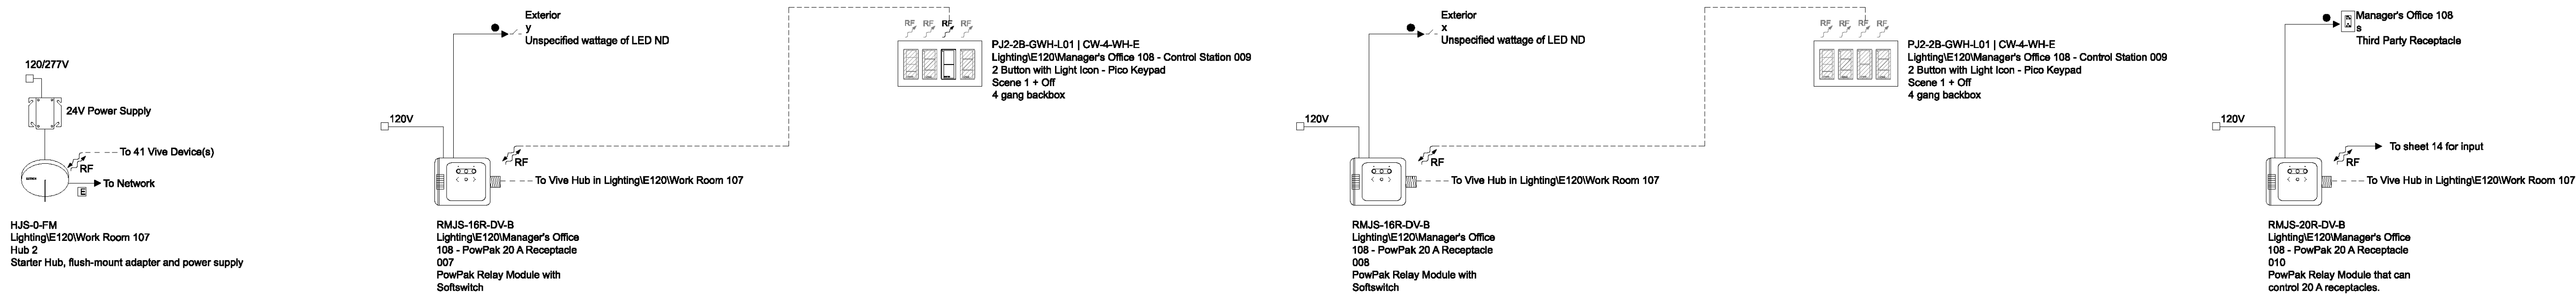 120/277V
24V Power Supply
To 41 Vive Device(s)
RF
To Network
E
HJS-0-FM
Lighting\E120\Work Room 107
Hub 2
Starter Hub, flush-mount adapter and power supply
Exterior
y
Unspecified wattage of LED ND
120V
RF
To Vive Hub in Lighting\E120\Work Room 107
RMJS-16R-DV-B
Lighting\E120\Manager's Office
108 - PowPak 20 A Receptacle
007
PowPak Relay Module with
Softswitch
RF RF RF RF
PJ2-2B-GWH-L01 | CW-4-WH-E
Lighting\E120\Manager's Office 108 - Control Station 009
2 Button with Light Icon - Pico Keypad
Scene 1 + Off
4 gang backbox
Exterior
x
Unspecified wattage of LED ND
120V
RF
To Vive Hub in Lighting\E120\Work Room 107
RMJS-16R-DV-B
Lighting\E120\Manager's Office
108 - PowPak 20 A Receptacle
008
PowPak Relay Module with
Softswitch
RF RF RF RF
PJ2-2B-GWH-L01 | CW-4-WH-E
Lighting\E120\Manager's Office 108 - Control Station 009
2 Button with Light Icon - Pico Keypad
Scene 1 + Off
4 gang backbox
Manager's Office 108
s
Third Party Receptacle
120V
To sheet 14 for input
RF
To Vive Hub in Lighting\E120\Work Room 107
RMJS-20R-DV-B
Lighting\E120\Manager's Office
108 - PowPak 20 A Receptacle
010
PowPak Relay Module that can
control 20 A receptacles.